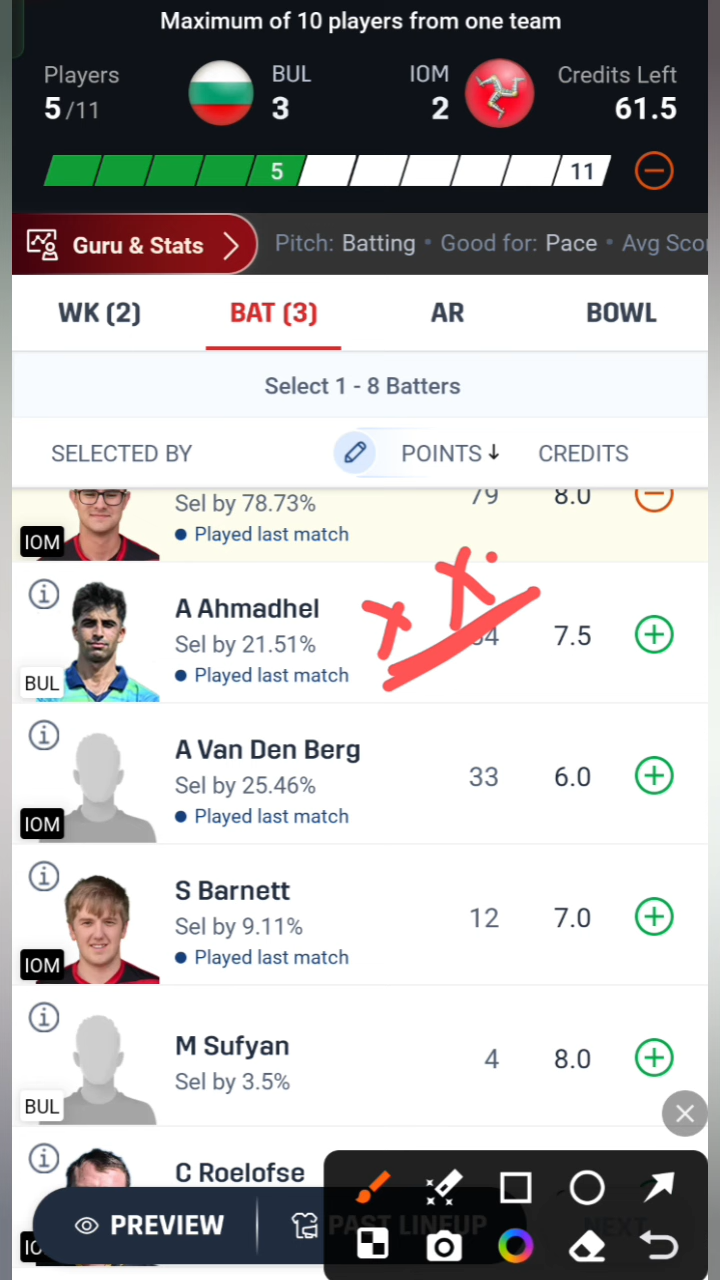 Maximum of 10 players from one team
Players BUL IOM Credits Left
5/11 3 2 61.5
5 11
Guru & Stats Pitch: Batting • Good for: Pace • Avg Scor
WK (2) BAT (3) AR BOWL
Select 1 - 8 Batters
SELECTED BY POINTS↓ CREDITS
Sel by 78.73% 79 8.0
IOM • Played last match
A Ahmadhel
Sel by 21.51% 7.5
BUL • Played last match
A Van Den Berg
Sel by 25.46% 33 6.0
IOM • Played last match
S Barnett
Sel by 9.11% 12 7.0
IOM • Played last match
M Sufyan
Sel by 3.5% 4 8.0
BUL
C Roelofse
PREVIEW PAST LINEUP NEXT